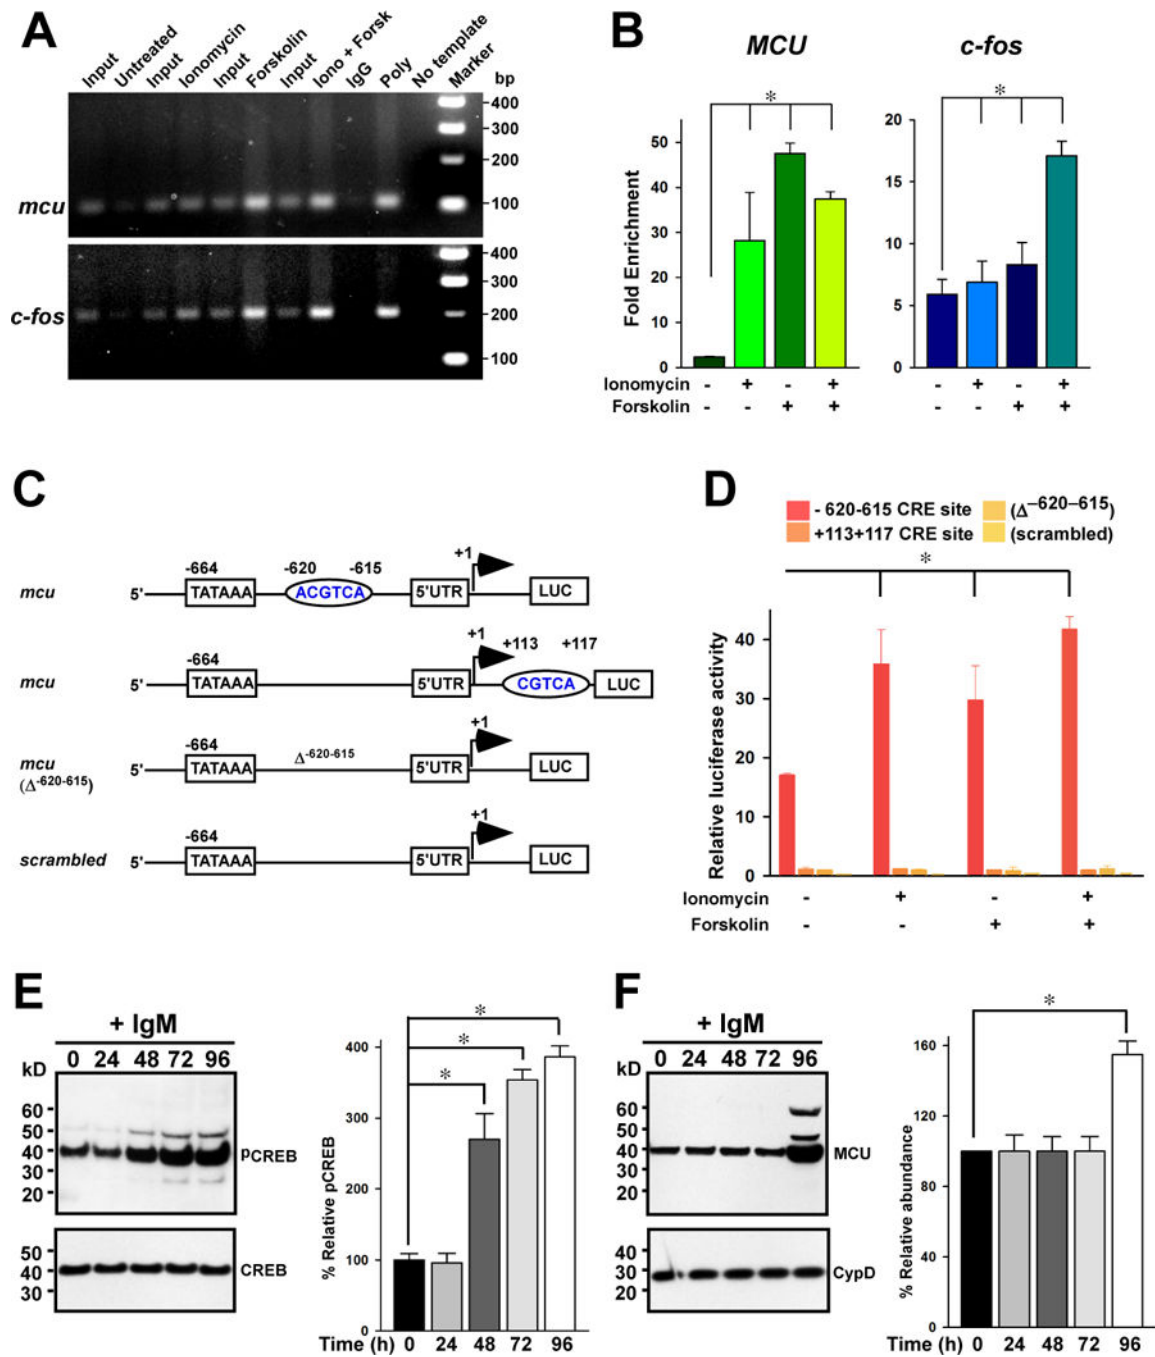 A
Input Untreated Input Ionomycin Input Forskolin Input Iono + Forsk IgG Poly No template Marker
bp
400
300
200
mcu 100
400
300
c-fos 200
100
B
MCU c-fos
* *
Fold Enrichment
50
40
30
20
10
0
20
15
10
5
0
Ionomycin - + - + - + - +
Forskolin - - + + - - + +
C
+1
-664 -620 -615
mcu 5' TATAAA ACGTCA 5'UTR LUC
+1 +113 +117
-664
mcu 5' TATAAA 5'UTR CGTCA LUC
+1
-664 Δ-620-615
mcu 5' TATAAA 5'UTR LUC
(Δ-620-615)
+1
-664
scrambled 5' TATAAA 5'UTR LUC
D
- 620-615 CRE site (Δ-620-615)
+113+117 CRE site (scrambled)
*
Relative luciferase activity
40
30
20
10
0
Ionomycin - + - +
Forskolin - - + +
E
+ IgM
0 24 48 72 96
kD
60
50
40 pCREB
30
20
50
40 CREB
30
* * *
% Relative pCREB
400
300
200
100
0
Time (h) 0 24 48 72 96
F
+ IgM
0 24 48 72 96
kD
60
50
40 MCU
30
20
40
30 CypD
20
*
% Relative abundance
160
120
80
40
0
Time (h) 0 24 48 72 96